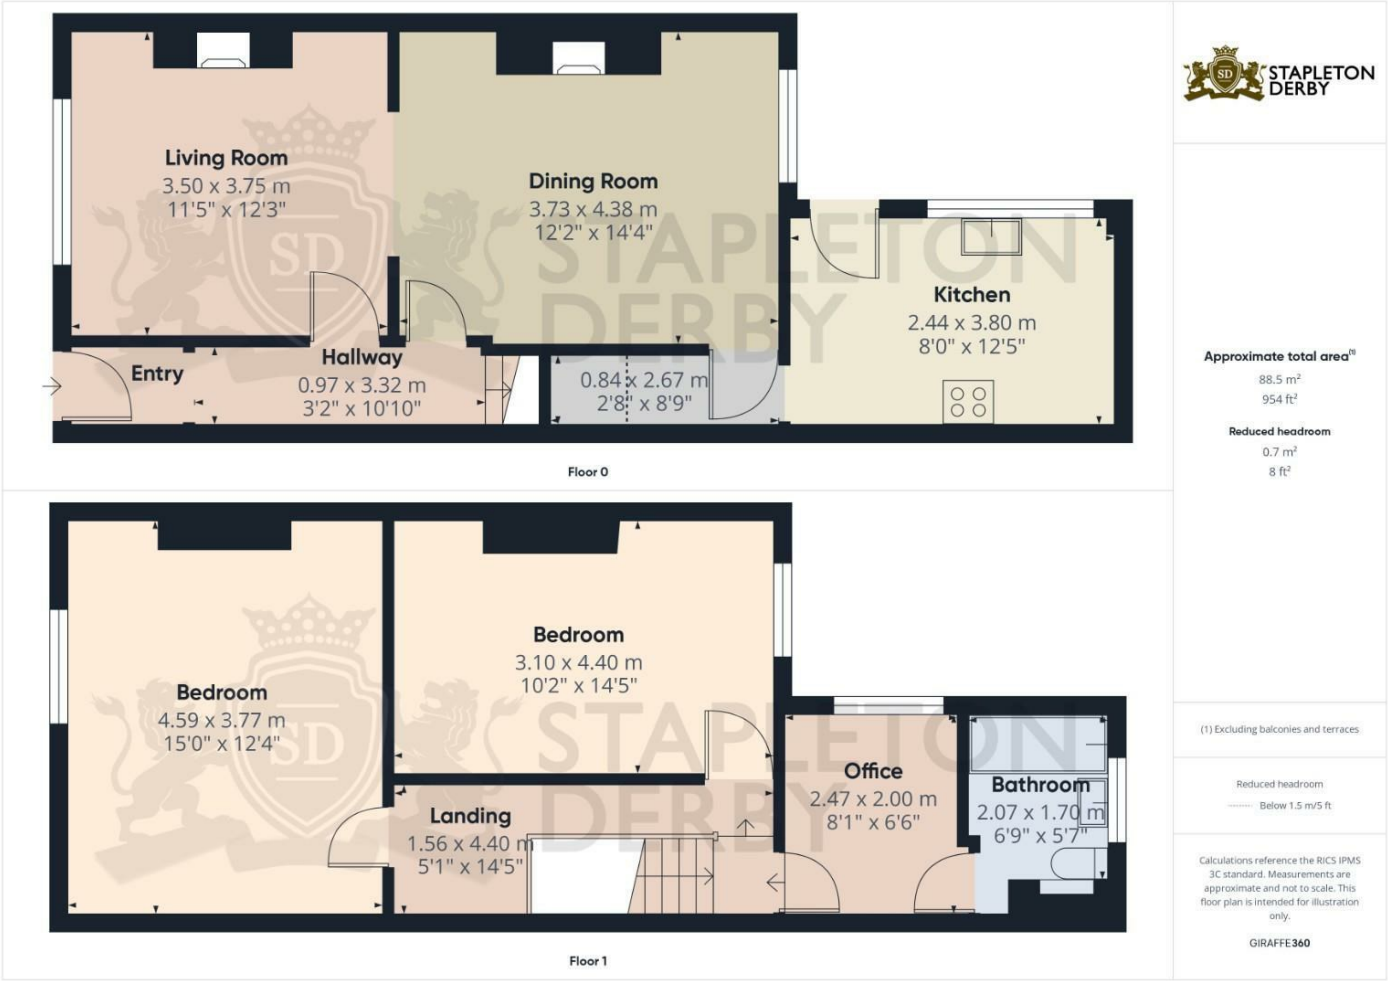 Living Room
3.50 x 3.75 m
11'5" x 12'3"
Dining Room
3.73 x 4.38 m
12'2" x 14'4"
Kitchen
2.44 x 3.80 m
8'0" x 12'5"
Entry
Hallway
0.97 x 3.32 m
3'2" x 10'10"
0.84 x 2.67 m
2'8" x 8'9"
SD
STAPLETON
DERBY
Floor 0
Bedroom
4.59 x 3.77 m
15'0" x 12'4"
Bedroom
3.10 x 4.40 m
10'2" x 14'5"
Landing
1.56 x 4.40 m
5'1" x 14'5"
Office
2.47 x 2.00 m
8'1" x 6'6"
Bathroom
2.07 x 1.70 m
6'9" x 5'7"
SD
STAPLETON
DERBY
Floor 1
SD
STAPLETON
DERBY
Approximate total area(1)
88.5 m²
954 ft²
Reduced headroom
0.7 m²
8 ft²
(1) Excluding balconies and terraces
Reduced headroom
Below 1.5 m/5 ft
Calculations reference the RICS IPMS
3C standard. Measurements are
approximate and not to scale. This
floor plan is intended for illustration
only.
GIRAFFE360